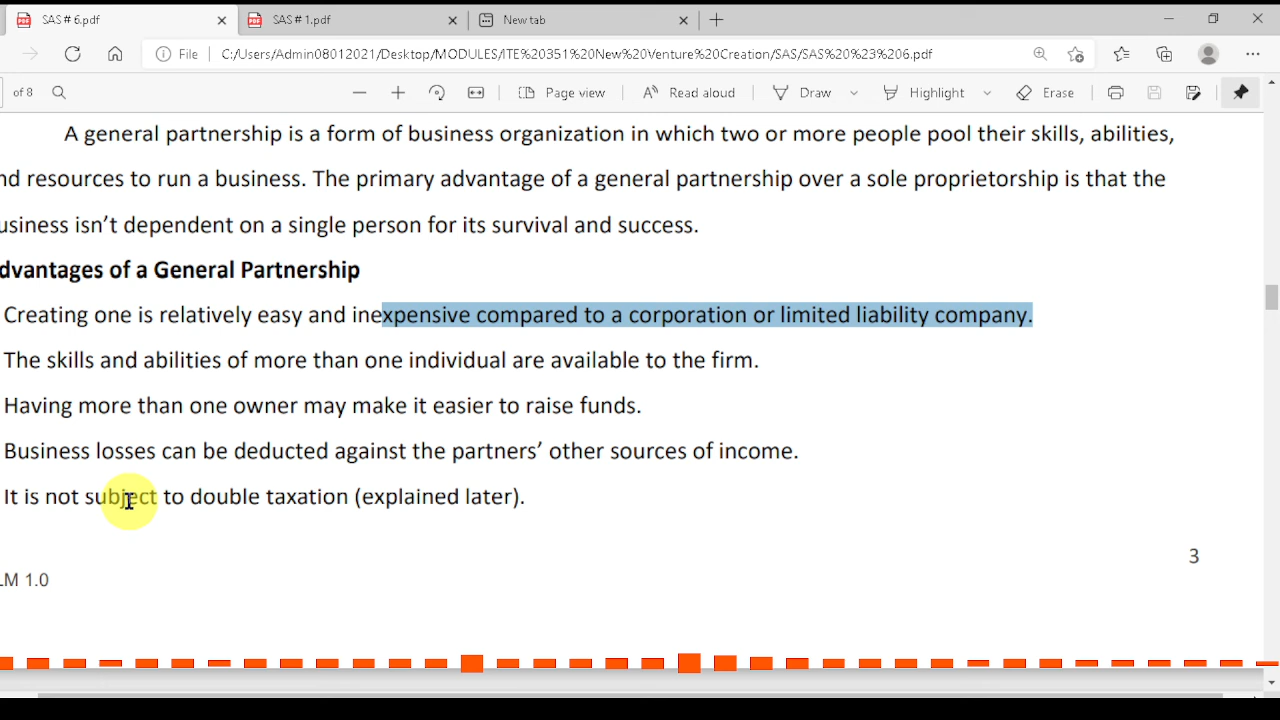 SAS # 6.pdf
SAS # 1.pdf
New tab
File
C:/Users/Admin08012021/Desktop/MODULES/ITE%20351%20New%20Venture%20Creation/SAS/SAS%20%23%206.pdf
of 8
Page view
Read aloud
Draw
Highlight
Erase
A general partnership is a form of business organization in which two or more people pool their skills, abilities,
nd resources to run a business. The primary advantage of a general partnership over a sole proprietorship is that the
usiness isn't dependent on a single person for its survival and success.
dvantages of a General Partnership
Creating one is relatively easy and inexpensive compared to a corporation or limited liability company.
The skills and abilities of more than one individual are available to the firm.
Having more than one owner may make it easier to raise funds.
Business losses can be deducted against the partners' other sources of income.
It is not subject to double taxation (explained later).
3
LM 1.0